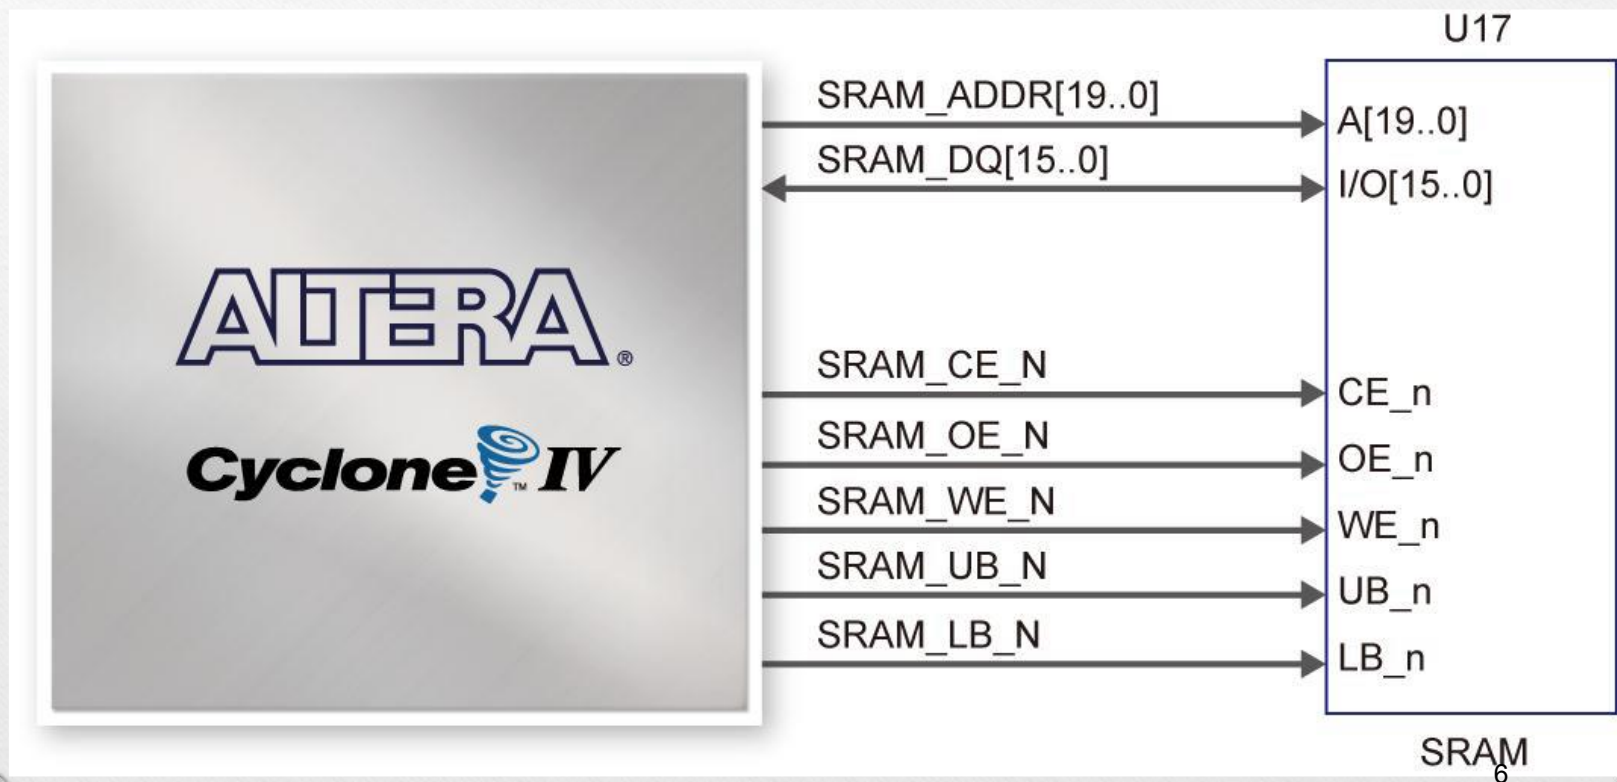 U17
SRAM_ADDR[19..0]
A[19..0]
SRAM_DQ[15..0]
I/O[15..0]
ALTERA®
Cyclone™ IV
SRAM_CE_N
CE_n
SRAM_OE_N
OE_n
SRAM_WE_N
WE_n
SRAM_UB_N
UB_n
SRAM_LB_N
LB_n
SRAM
6